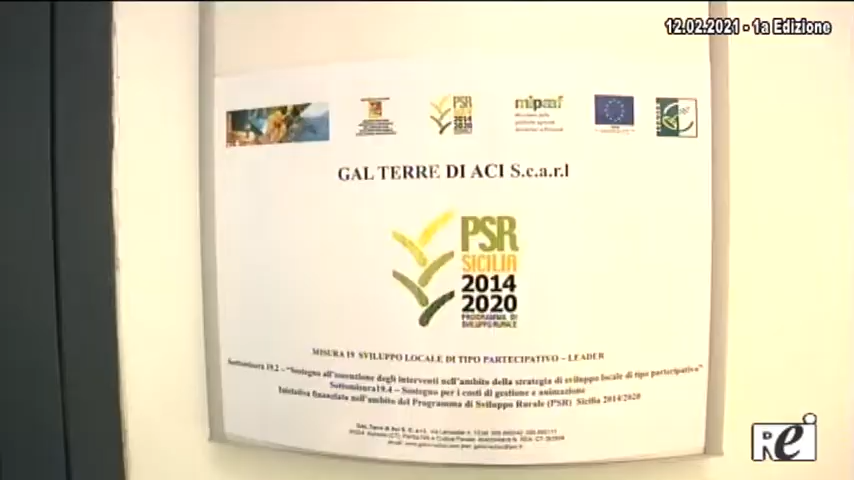 12.02.2021 - 1a Edizione
PSR
2014
2020
mipaaf
GAL TERRE DI ACI S.c.a.r.l
PSR
SICILIA
2014
2020
PROGRAMMA DI
SVILUPPO RURALE
MISURA 19 SVILUPPO LOCALE DI TIPO PARTECIPATIVO – LEADER
Sottomisura 19.2 – "Sostegno all'esecuzione degli interventi nell'ambito della strategia di sviluppo locale di tipo partecipativo"
Sottomisura19.4 – Sostegno per i costi di gestione e animazione
Iniziativa finanziata nell'ambito del Programma di Sviluppo Rurale (PSR) Sicilia 2014/2020
Rei